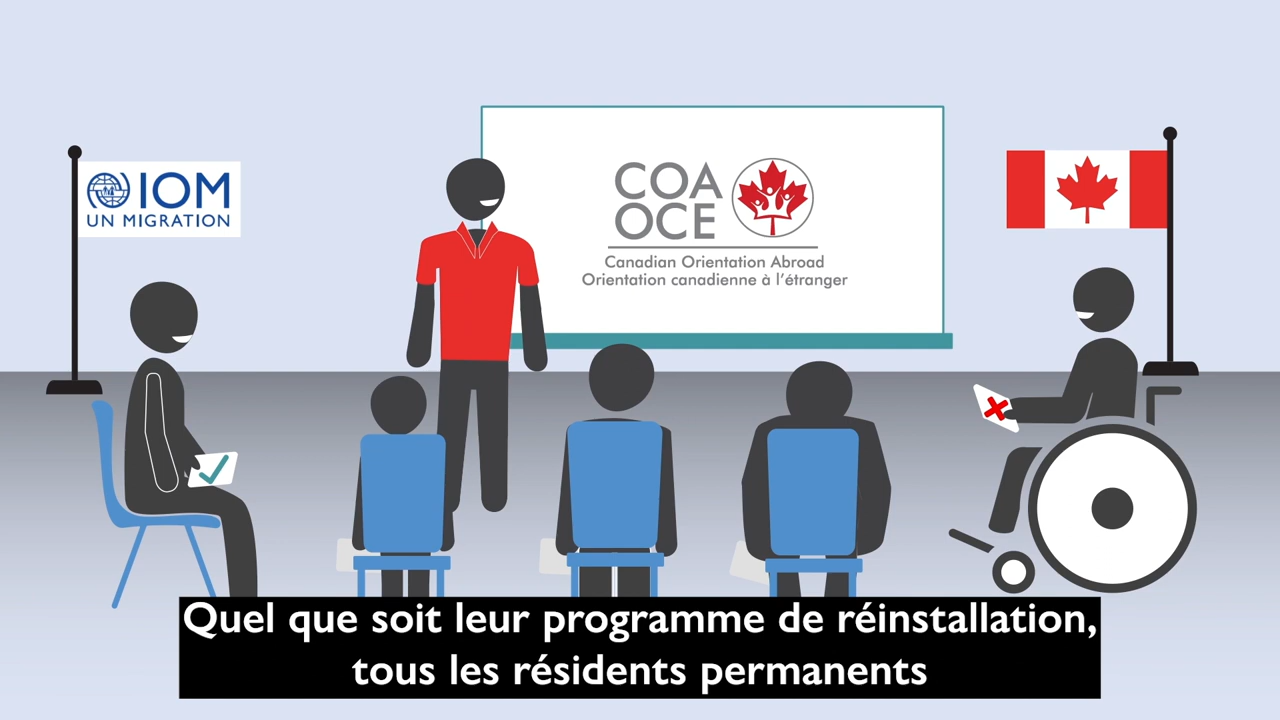 IOM
UN MIGRATION
COA
OCE
Canadian Orientation Abroad
Orientation canadienne à l'étranger
Quel que soit leur programme de réinstallation,
tous les résidents permanents